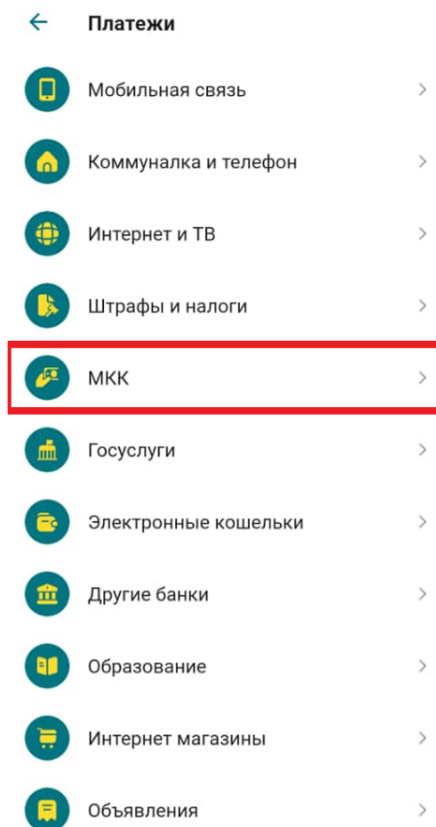 Платежи
Мобильная связь
Коммуналка и телефон
Интернет и ТВ
Штрафы и налоги
МКК
Госуслуги
Электронные кошельки
Другие банки
Образование
Интернет магазины
Объявления